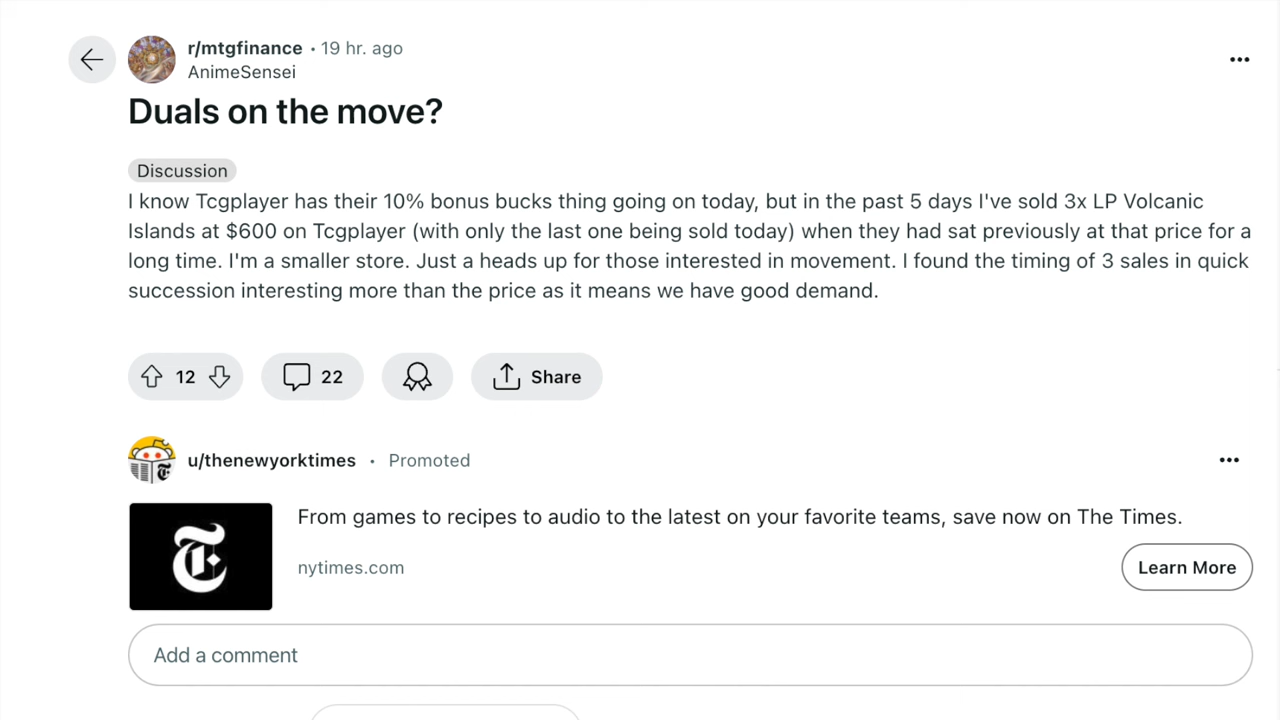 r/mtgfinance • 19 hr. ago
AnimeSensei
Duals on the move?
Discussion
I know Tcgplayer has their 10% bonus bucks thing going on today, but in the past 5 days I've sold 3x LP Volcanic
Islands at $600 on Tcgplayer (with only the last one being sold today) when they had sat previously at that price for a
long time. I'm a smaller store. Just a heads up for those interested in movement. I found the timing of 3 sales in quick
succession interesting more than the price as it means we have good demand.
12
22
Share
u/thenewyorktimes • Promoted
From games to recipes to audio to the latest on your favorite teams, save now on The Times.
nytimes.com
Learn More
Add a comment